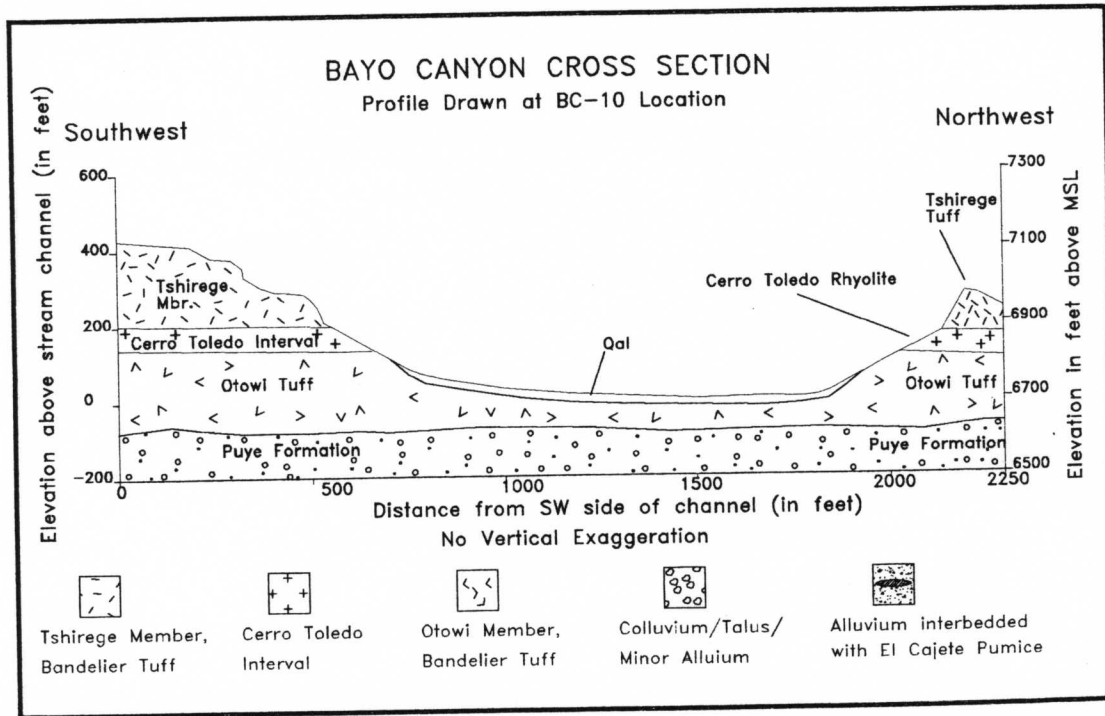 BAYO CANYON CROSS SECTION
Profile Drawn at BC-10 Location
Southwest
Northwest
Elevation above stream channel (in feet)
600
400
200
0
-200
7300
7100
6900
6700
6500
Elevation in feet above MSL
Tshirege
Tuff
Cerro Toledo Rhyolite
Tshirege
Mbr.
Cerro Toledo Interval
Qal
Otowi Tuff
Otowi Tuff
Puye Formation
Puye Formation
0
500
1000
1500
2000
2250
Distance from SW side of channel (in feet)
No Vertical Exaggeration
Tshirege Member,
Bandelier Tuff
Cerro Toledo
Interval
Otowi Member,
Bandelier Tuff
Colluvium/Talus/
Minor Alluium
Alluvium interbedded
with El Cajete Pumice